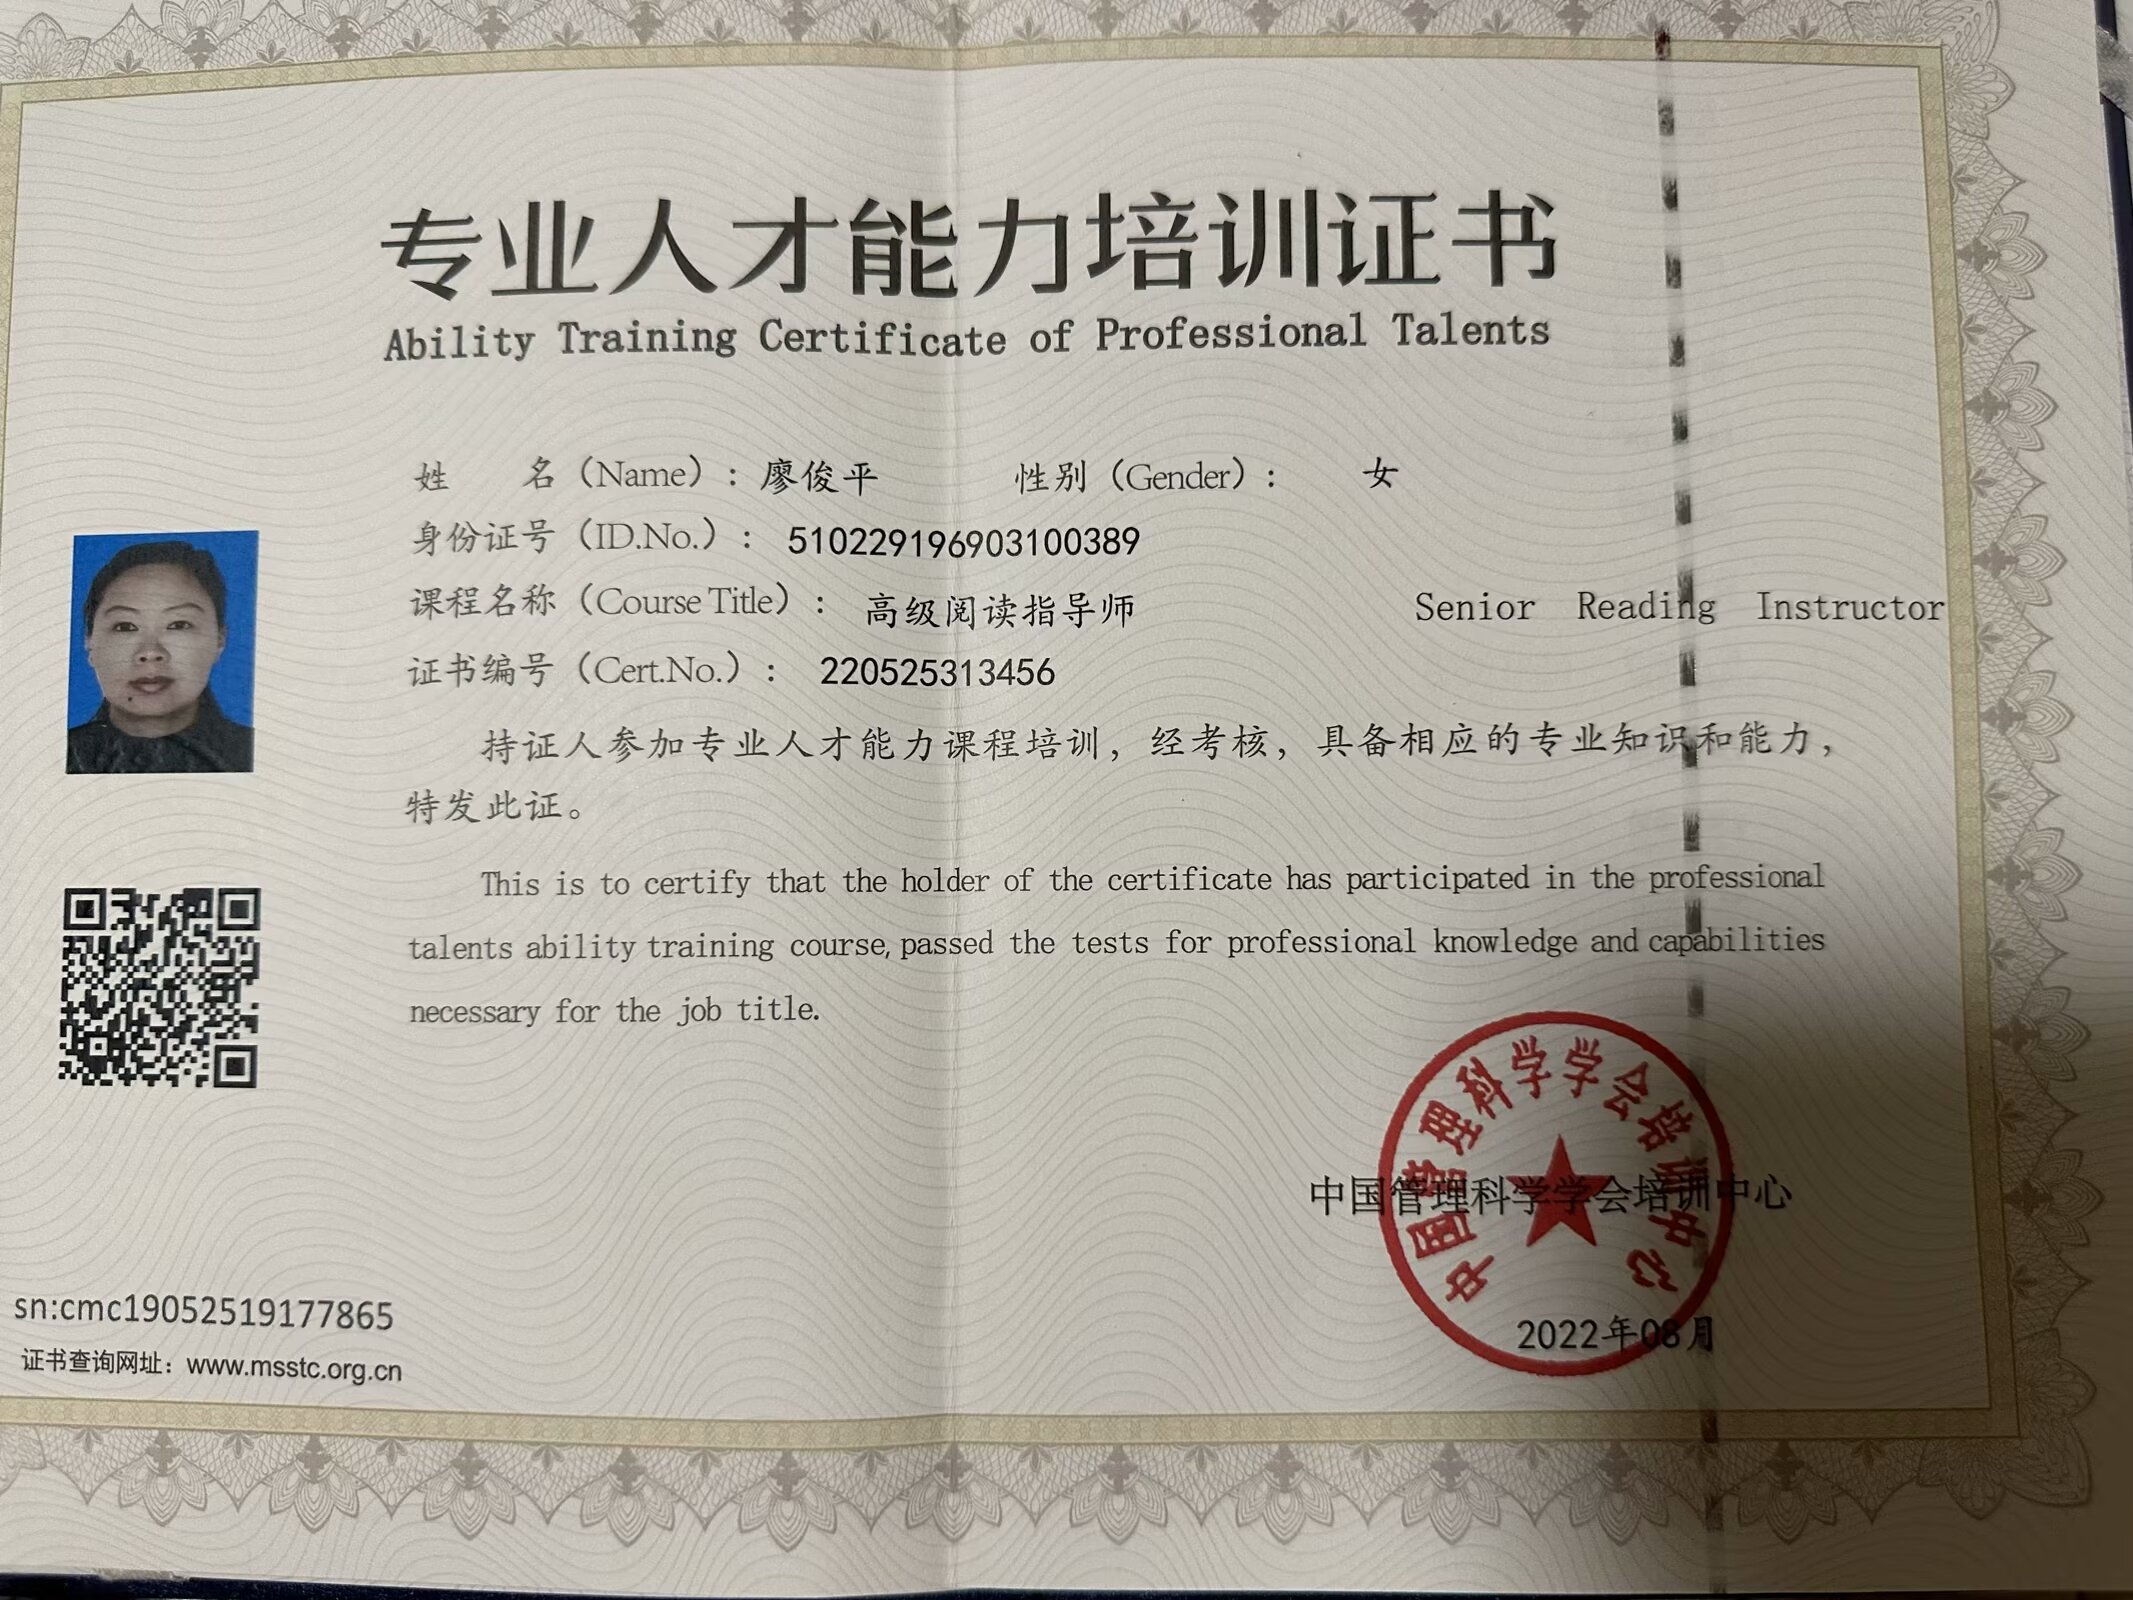 专业人才能力培训证书
Ability Training Certificate of Professional Talents
姓 名（Name）：廖俊平 性别（Gender）： 女
身份证号（ID.No.）： 510229196903100389
课程名称（Course Title）： 高级阅读指导师 Senior Reading Instructor
证书编号（Cert.No.）： 220525313456
持证人参加专业人才能力课程培训，经考核，具备相应的专业知识和能力，
特发此证。
This is to certify that the holder of the certificate has participated in the professional
talents ability training course, passed the tests for professional knowledge and capabilities
necessary for the job title.
中国管理科学学会培训中心
中国管理科学学会培训中心
2022年08月
sn:cmc19052519177865
证书查询网址：www.msstc.org.cn